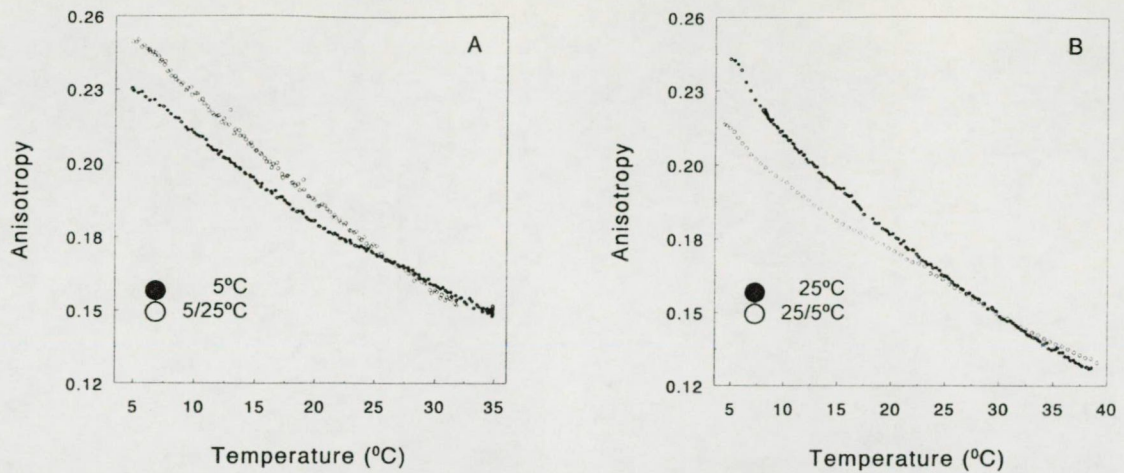 A
Anisotropy
0.26
0.23
0.20
0.18
0.15
0.12
5ºC
5/25ºC
5 10 15 20 25 30 35
Temperature (ºC)
B
Anisotropy
0.26
0.23
0.20
0.18
0.15
0.12
25ºC
25/5ºC
5 10 15 20 25 30 35 40
Temperature (ºC)